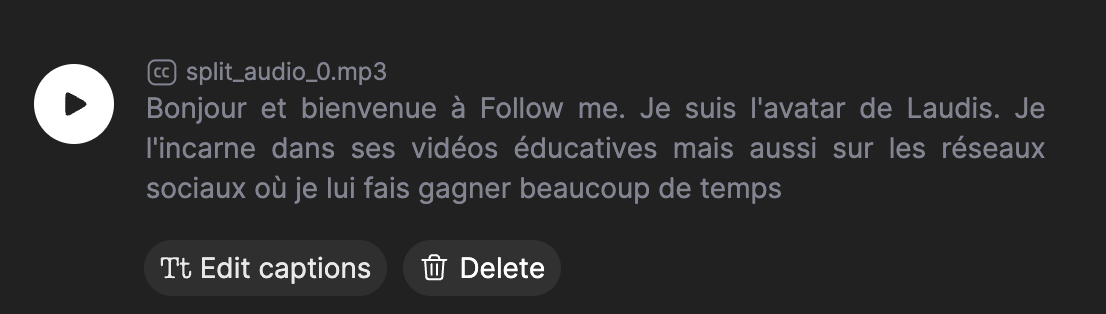 cc split_audio_0.mp3
Bonjour et bienvenue à Follow me. Je suis l'avatar de Laudis. Je
l'incarne dans ses vidéos éducatives mais aussi sur les réseaux
sociaux où je lui fais gagner beaucoup de temps
Tt Edit captions Delete